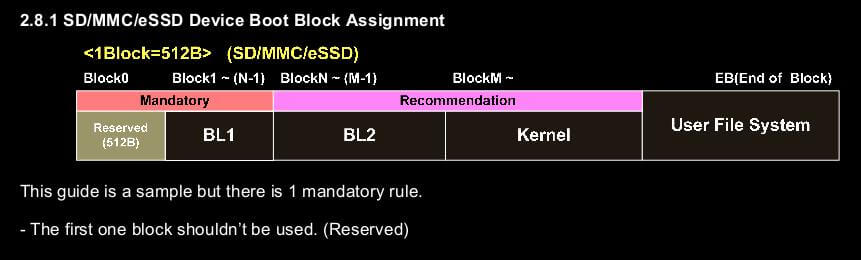 2.8.1 SD/MMC/eSSD Device Boot Block Assignment
<1Block=512B> (SD/MMC/eSSD)
Block0 Block1 ~ (N-1) BlockN ~ (M-1) BlockM ~ EB(End of Block)
Mandatory Recommendation
Reserved
(512B)
BL1 BL2 Kernel User File System
This guide is a sample but there is 1 mandatory rule.
- The first one block shouldn't be used. (Reserved)